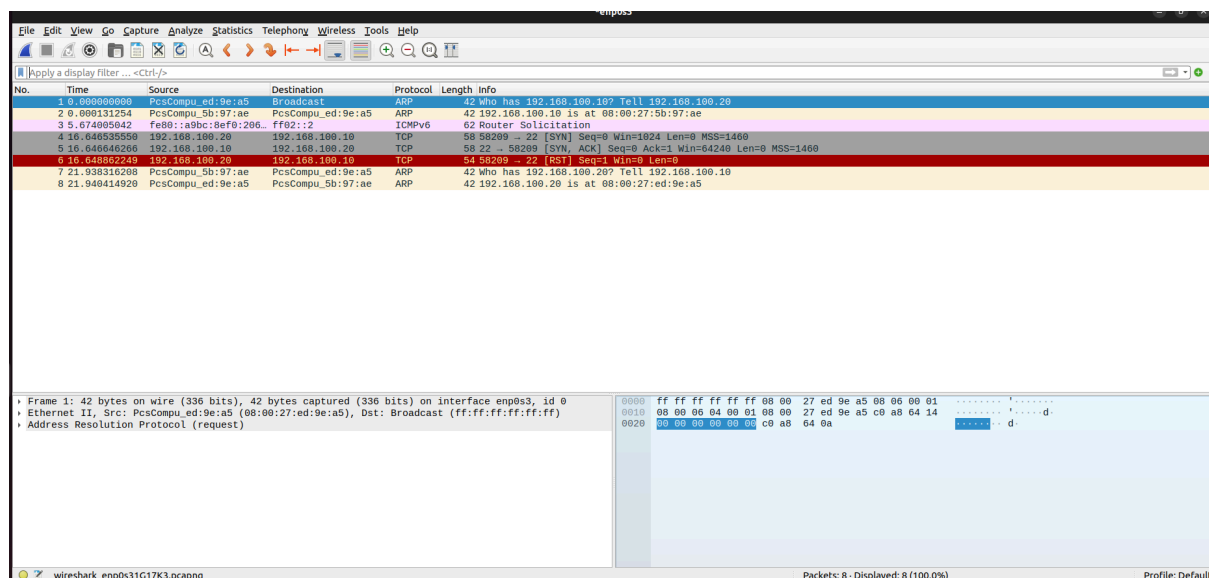 *enp0s3
File Edit View Go Capture Analyze Statistics Telephony Wireless Tools Help
Apply a display filter ... <Ctrl-/>
No. Time Source Destination Protocol Length Info
1 0.000000000 PcsCompu_ed:9e:a5 Broadcast ARP 42 Who has 192.168.100.10? Tell 192.168.100.20
2 0.000131254 PcsCompu_5b:97:ae PcsCompu_ed:9e:a5 ARP 42 192.168.100.10 is at 08:00:27:5b:97:ae
3 5.674005042 fe80::a9bc:8ef0:206… ff02::2 ICMPv6 62 Router Solicitation
4 16.646535550 192.168.100.20 192.168.100.10 TCP 58 58209 → 22 [SYN] Seq=0 Win=1024 Len=0 MSS=1460
5 16.646646266 192.168.100.10 192.168.100.20 TCP 58 22 → 58209 [SYN, ACK] Seq=0 Ack=1 Win=64240 Len=0 MSS=1460
6 16.648862249 192.168.100.20 192.168.100.10 TCP 54 58209 → 22 [RST] Seq=1 Win=0 Len=0
7 21.938316208 PcsCompu_5b:97:ae PcsCompu_ed:9e:a5 ARP 42 Who has 192.168.100.20? Tell 192.168.100.10
8 21.940414920 PcsCompu_ed:9e:a5 PcsCompu_5b:97:ae ARP 42 192.168.100.20 is at 08:00:27:ed:9e:a5
Frame 1: 42 bytes on wire (336 bits), 42 bytes captured (336 bits) on interface enp0s3, id 0
Ethernet II, Src: PcsCompu_ed:9e:a5 (08:00:27:ed:9e:a5), Dst: Broadcast (ff:ff:ff:ff:ff:ff)
Address Resolution Protocol (request)
0000 ff ff ff ff ff ff 08 00 27 ed 9e a5 08 06 00 01 ········ '·······
0010 08 00 06 04 00 01 08 00 27 ed 9e a5 c0 a8 64 14 ········ '·····d·
0020 00 00 00 00 00 00 c0 a8 64 0a ········ d·
wireshark_enp0s31G17K3.pcapng Packets: 8 · Displayed: 8 (100.0%) Profile: Default